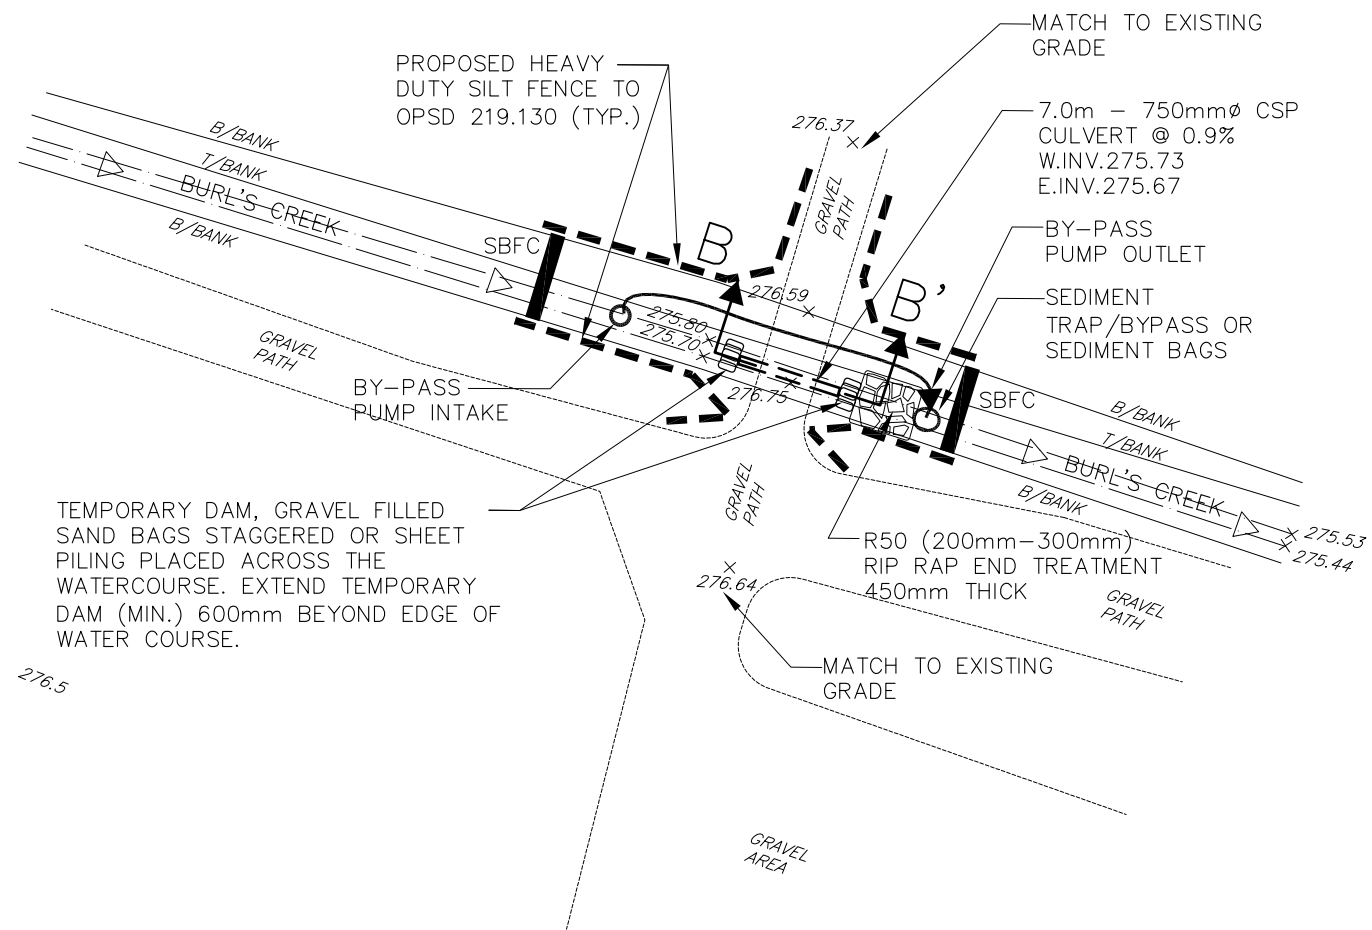 MATCH TO EXISTING
GRADE
PROPOSED HEAVY
DUTY SILT FENCE TO
OPSD 219.130 (TYP.)
7.0m - 750mmø CSP
CULVERT @ 0.9%
W.INV.275.73
E.INV.275.67
276.37
B/BANK
T/BANK
BURL'S CREEK
B/BANK
GRAVEL
PATH
BY-PASS
PUMP OUTLET
SBFC
B
B'
276.59
SEDIMENT
TRAP/BYPASS OR
SEDIMENT BAGS
275.80
275.70
GRAVEL
PATH
276.75
BY-PASS
PUMP INTAKE
SBFC
B/BANK
T/BANK
BURL'S CREEK
B/BANK
GRAVEL
PATH
275.53
275.44
TEMPORARY DAM, GRAVEL FILLED
SAND BAGS STAGGERED OR SHEET
PILING PLACED ACROSS THE
WATERCOURSE. EXTEND TEMPORARY
DAM (MIN.) 600mm BEYOND EDGE OF
WATER COURSE.
R50 (200mm-300mm)
RIP RAP END TREATMENT
450mm THICK
276.64
GRAVEL
PATH
MATCH TO EXISTING
GRADE
276.5
GRAVEL
AREA